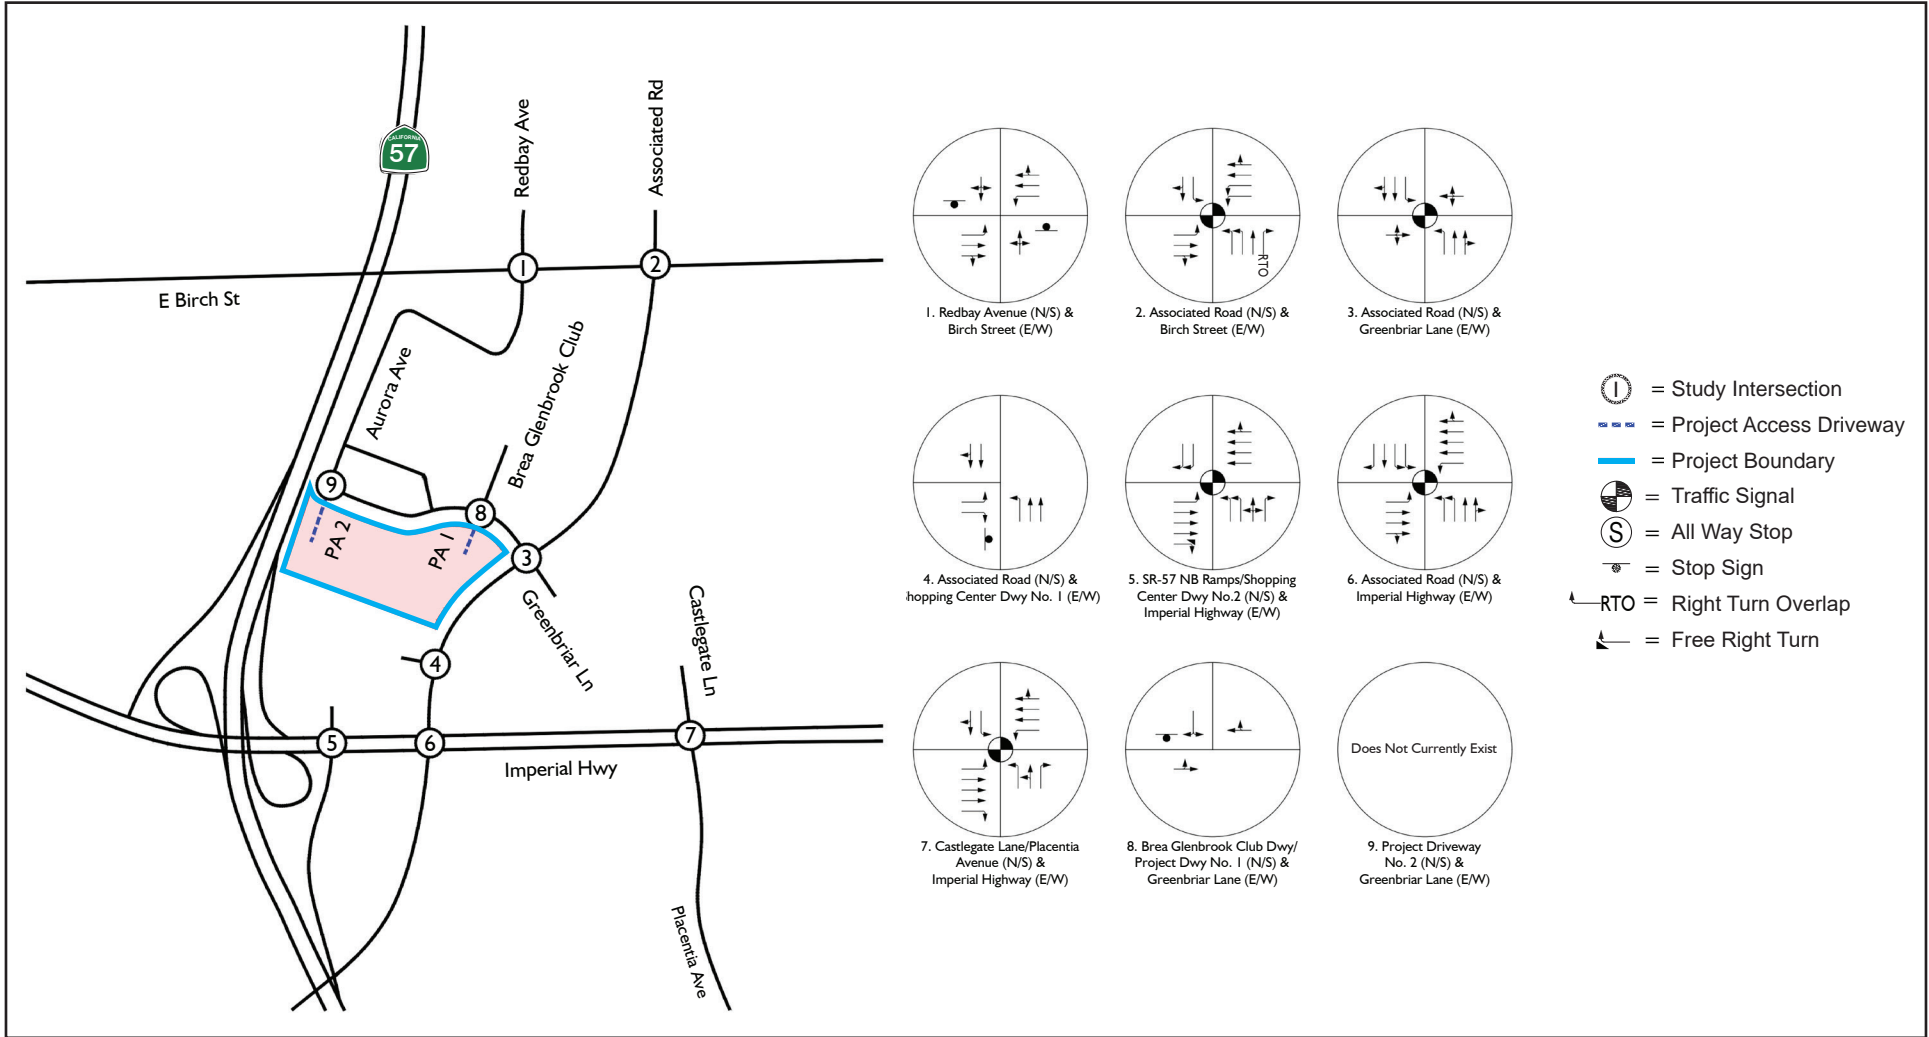 CALIFORNIA
57
Redbay Ave
Associated Rd
1
2
E Birch St
Aurora Ave
Brea Glenbrook Club
9
8
PA 2
PA 1
3
Greenbriar Ln
4
Castlegate Ln
5
6
7
Imperial Hwy
Placentia Ave
1. Redbay Avenue (N/S) &
Birch Street (E/W)
RTO
2. Associated Road (N/S) &
Birch Street (E/W)
3. Associated Road (N/S) &
Greenbriar Lane (E/W)
4. Associated Road (N/S) &
hopping Center Dwy No. 1 (E/W)
5. SR-57 NB Ramps/Shopping
Center Dwy No.2 (N/S) &
Imperial Highway (E/W)
6. Associated Road (N/S) &
Imperial Highway (E/W)
7. Castlegate Lane/Placentia
Avenue (N/S) &
Imperial Highway (E/W)
8. Brea Glenbrook Club Dwy/
Project Dwy No. 1 (N/S) &
Greenbriar Lane (E/W)
Does Not Currently Exist
9. Project Driveway
No. 2 (N/S) &
Greenbriar Lane (E/W)
1 = Study Intersection
= Project Access Driveway
= Project Boundary
= Traffic Signal
S = All Way Stop
= Stop Sign
RTO = Right Turn Overlap
= Free Right Turn